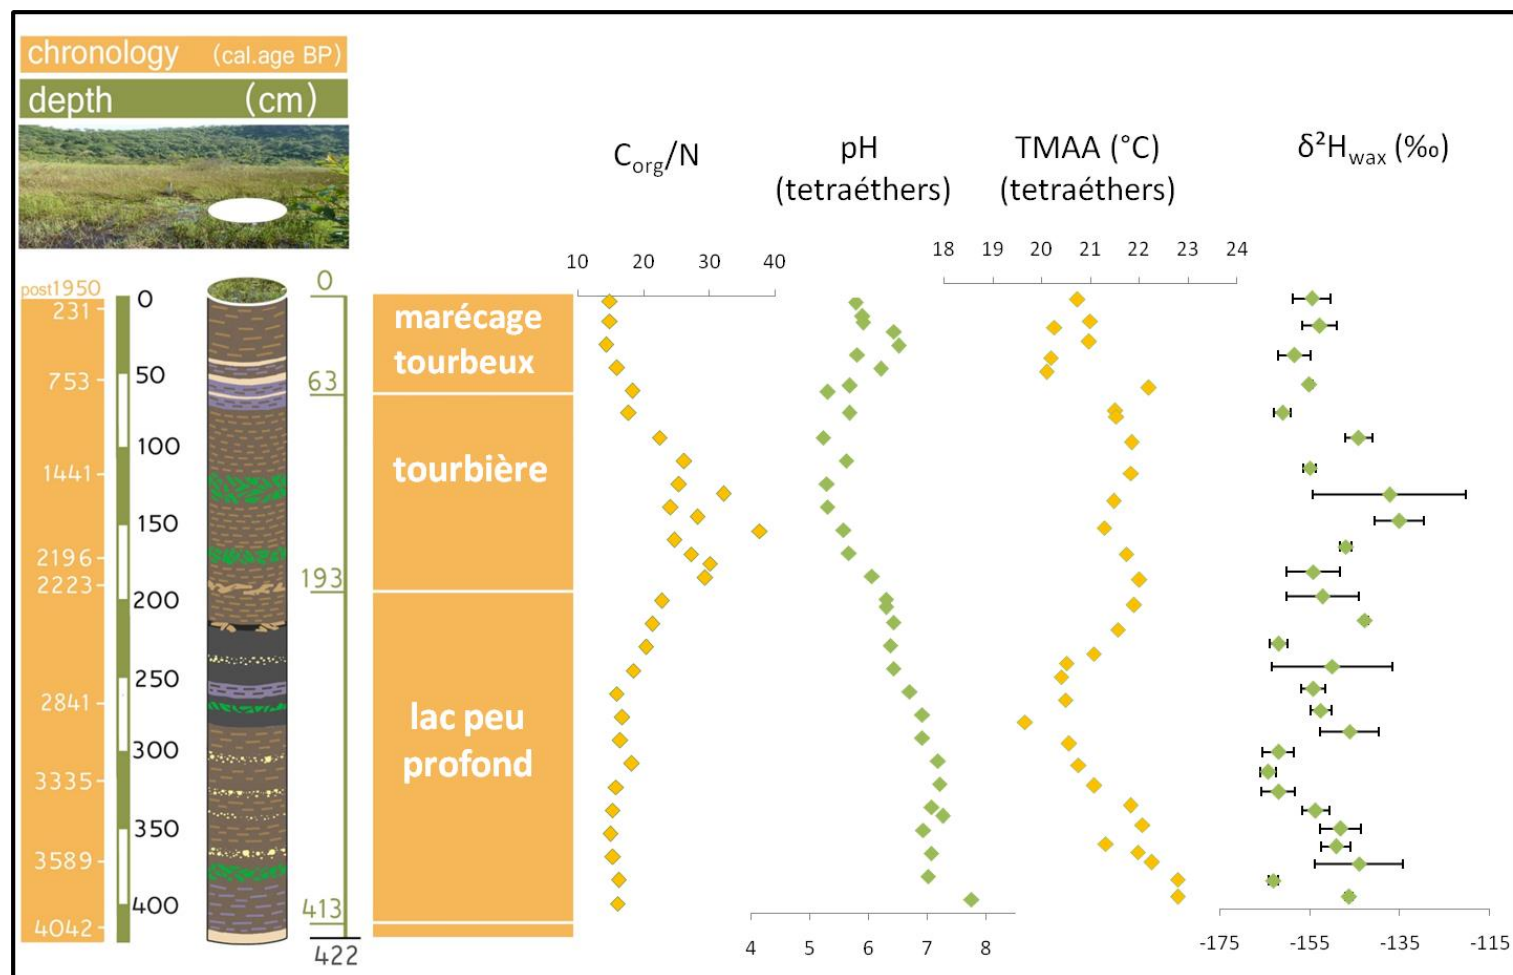 chronology (cal.age BP)
depth (cm)
C_org/N
pH
(tetraéthers)
TMAA (°C)
(tetraéthers)
δ²H_wax (‰)
18 19 20 21 22 23 24
10 20 30 40
post1950
231
753
1441
2196
2223
2841
3335
3589
4042
0
50
100
150
200
250
300
350
400
0
63
193
413
422
marécage
tourbeux
tourbière
lac peu
profond
4 5 6 7 8
-175 -155 -135 -115